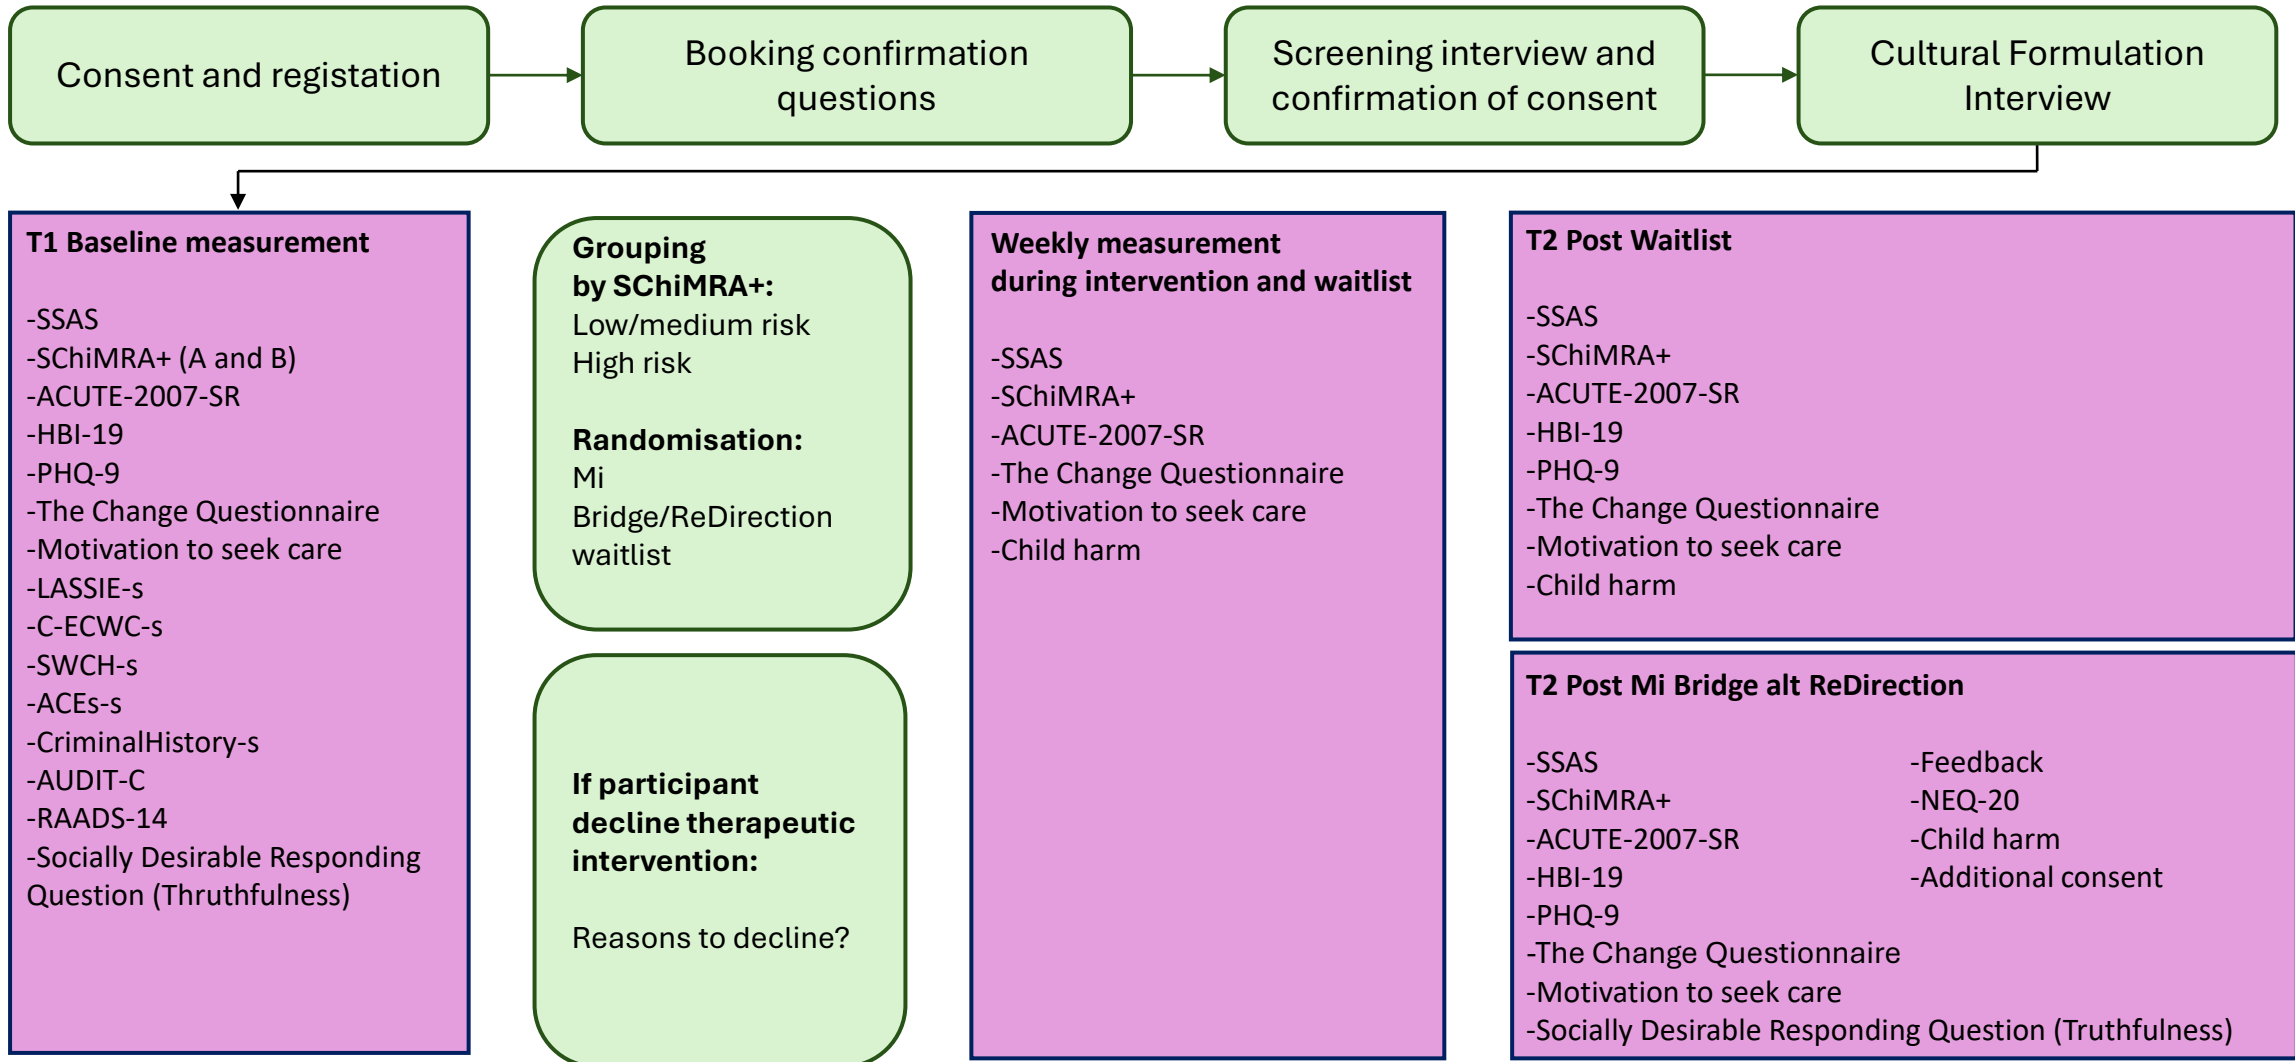 Consent and registation
Booking confirmation
questions
Screening interview and
confirmation of consent
Cultural Formulation
Interview
T1 Baseline measurement
-SSAS
-SChiMRA+ (A and B)
-ACUTE-2007-SR
-HBI-19
-PHQ-9
-The Change Questionnaire
-Motivation to seek care
-LASSIE-s
-C-ECWC-s
-SWCH-s
-ACEs-s
-CriminalHistory-s
-AUDIT-C
-RAADS-14
-Socially Desirable Responding
Question (Thruthfulness)
Grouping
by SChiMRA+:
Low/medium risk
High risk
Randomisation:
Mi
Bridge/ReDirection
waitlist
If participant
decline therapeutic
intervention:
Reasons to decline?
Weekly measurement
during intervention and waitlist
-SSAS
-SChiMRA+
-ACUTE-2007-SR
-The Change Questionnaire
-Motivation to seek care
-Child harm
T2 Post Waitlist
-SSAS
-SChiMRA+
-ACUTE-2007-SR
-HBI-19
-PHQ-9
-The Change Questionnaire
-Motivation to seek care
-Child harm
T2 Post Mi Bridge alt ReDirection
-SSAS
-SChiMRA+
-ACUTE-2007-SR
-HBI-19
-PHQ-9
-The Change Questionnaire
-Motivation to seek care
-Socially Desirable Responding Question (Truthfulness)
-Feedback
-NEQ-20
-Child harm
-Additional consent